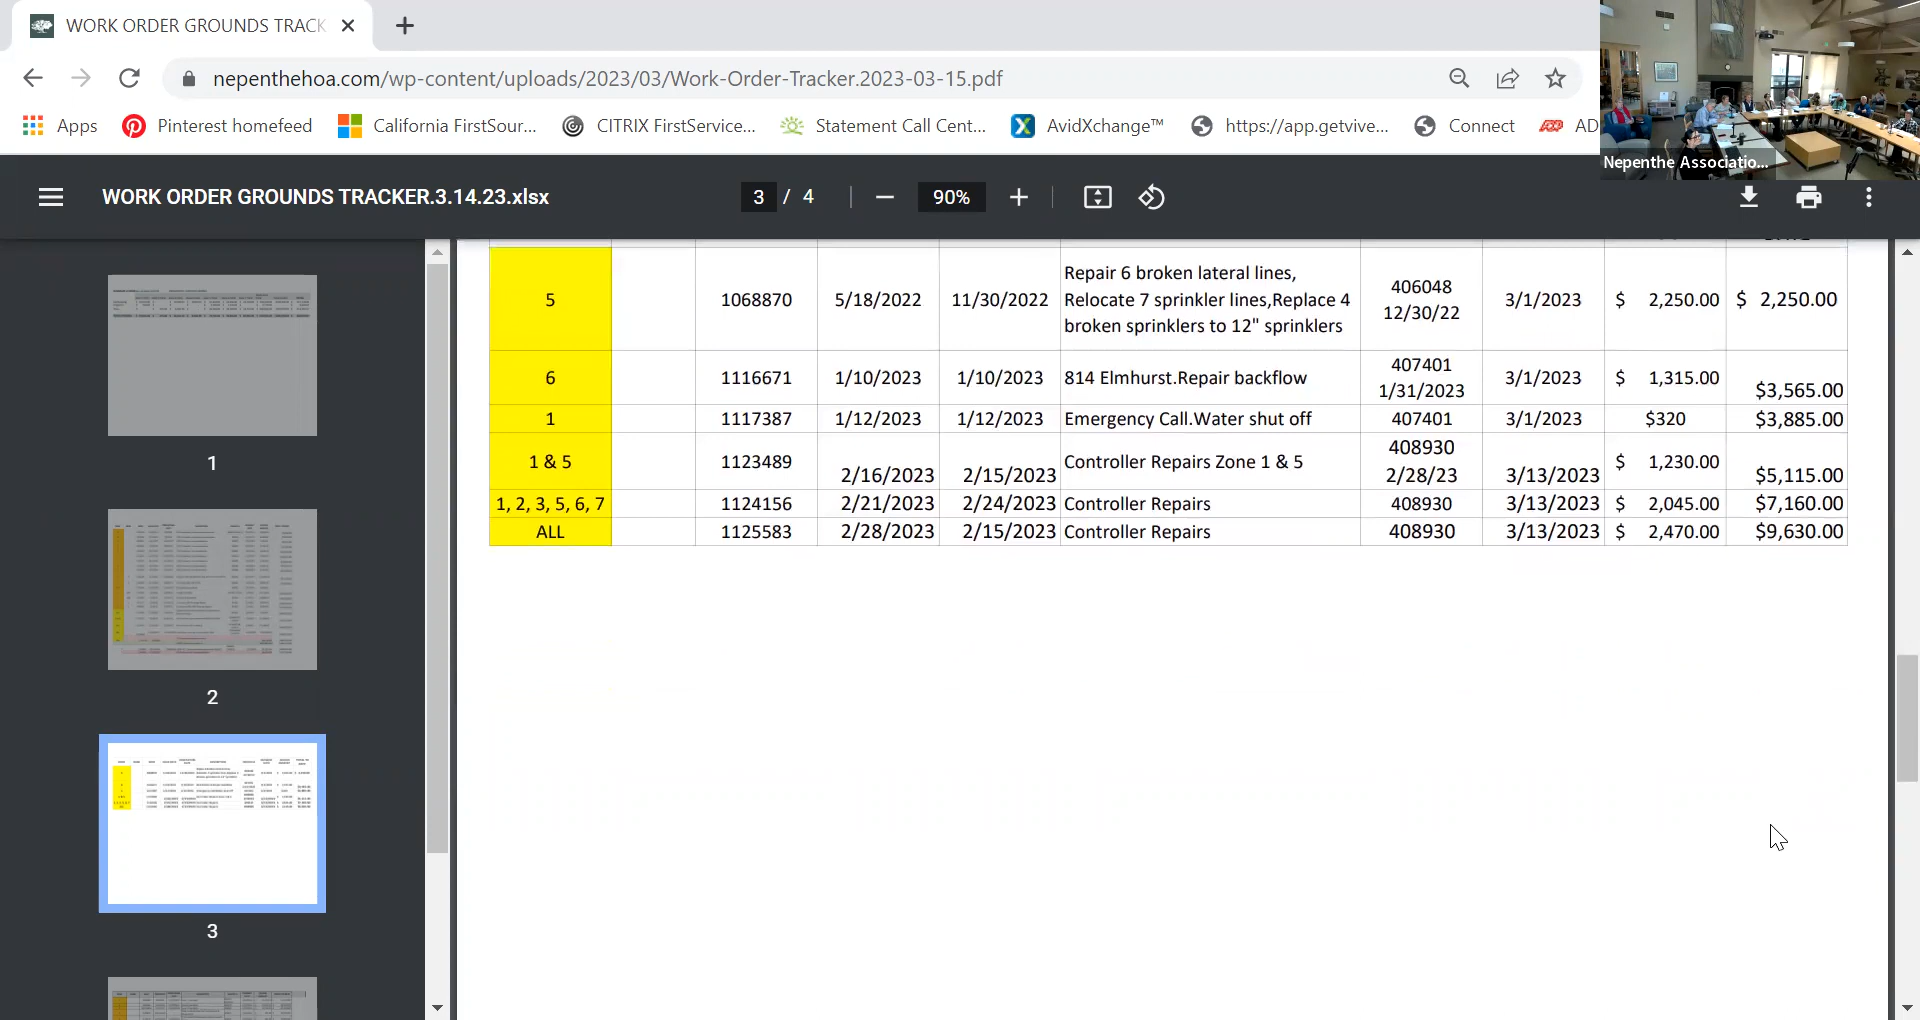 WORK ORDER GROUNDS TRACK
nepenthehoa.com/wp-content/uploads/2023/03/Work-Order-Tracker.2023-03-15.pdf
Apps Pinterest homefeed California FirstSour... CITRIX FirstService... Statement Call Cent... AvidXchange™ https://app.getvive... Connect ADP AD
Nepenthe Associatio...
WORK ORDER GROUNDS TRACKER.3.14.23.xlsx 3 / 4 90%
5 1068870 5/18/2022 11/30/2022 Repair 6 broken lateral lines, Relocate 7 sprinkler lines,Replace 4 broken sprinklers to 12" sprinklers 406048 12/30/22 3/1/2023 $ 2,250.00 $ 2,250.00
6 1116671 1/10/2023 1/10/2023 814 Elmhurst.Repair backflow 407401 1/31/2023 3/1/2023 $ 1,315.00 $3,565.00
1 1117387 1/12/2023 1/12/2023 Emergency Call.Water shut off 407401 3/1/2023 $320 $3,885.00
1 & 5 1123489 2/16/2023 2/15/2023 Controller Repairs Zone 1 & 5 408930 2/28/23 3/13/2023 $ 1,230.00 $5,115.00
1, 2, 3, 5, 6, 7 1124156 2/21/2023 2/24/2023 Controller Repairs 408930 3/13/2023 $ 2,045.00 $7,160.00
ALL 1125583 2/28/2023 2/15/2023 Controller Repairs 408930 3/13/2023 $ 2,470.00 $9,630.00
1
2
3